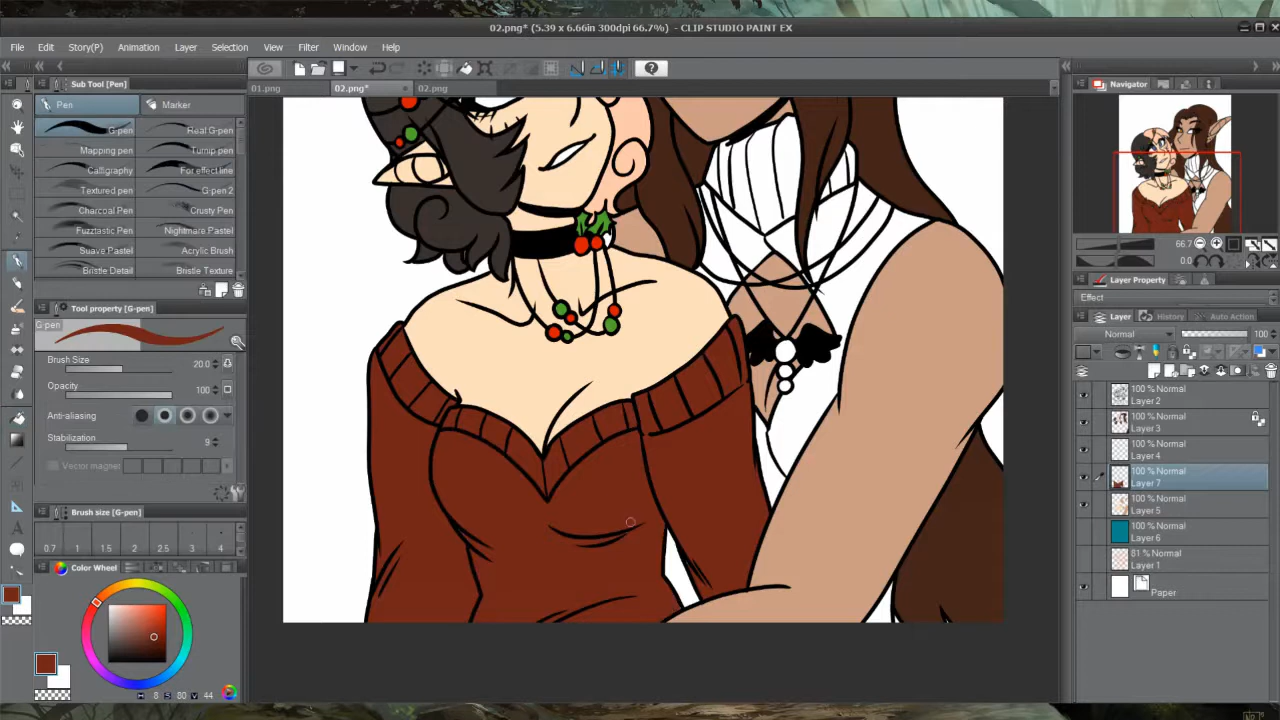 02.png* (5.39 x 6.66in 300dpi 66.7%) - CLIP STUDIO PAINT EX
File Edit Story(P) Animation Layer Selection View Filter Window Help
Sub Tool [Pen]
01.png 02.png* 02.png
Navigator
Pen Marker
G-pen Real G-pen
Mapping pen Turnip pen
Calligraphy For effect line
Textured pen G-pen 2
Charcoal Pen Crusty Pen
Fuzztastic Pen Nightmare Pastel
Suave Pastel Acrylic Brush
Bristle Detail Bristle Texture
66.7
0.0
Layer Property
Effect
Tool property [G-pen]
G-pen
Brush Size 20.0
Opacity 100
Anti-aliasing
Stabilization 9
Vector magnet
Layer History Auto Action
Normal 100
100 % Normal
Layer 2
100 % Normal
Layer 3
100 % Normal
Layer 4
100 % Normal
Layer 7
100 % Normal
Layer 5
100 % Normal
Layer 6
81 % Normal
Layer 1
Paper
Brush size [G-pen]
0.7 1 1.5 2 2.5 3 4
Color Wheel
H 8 S 80 V 44